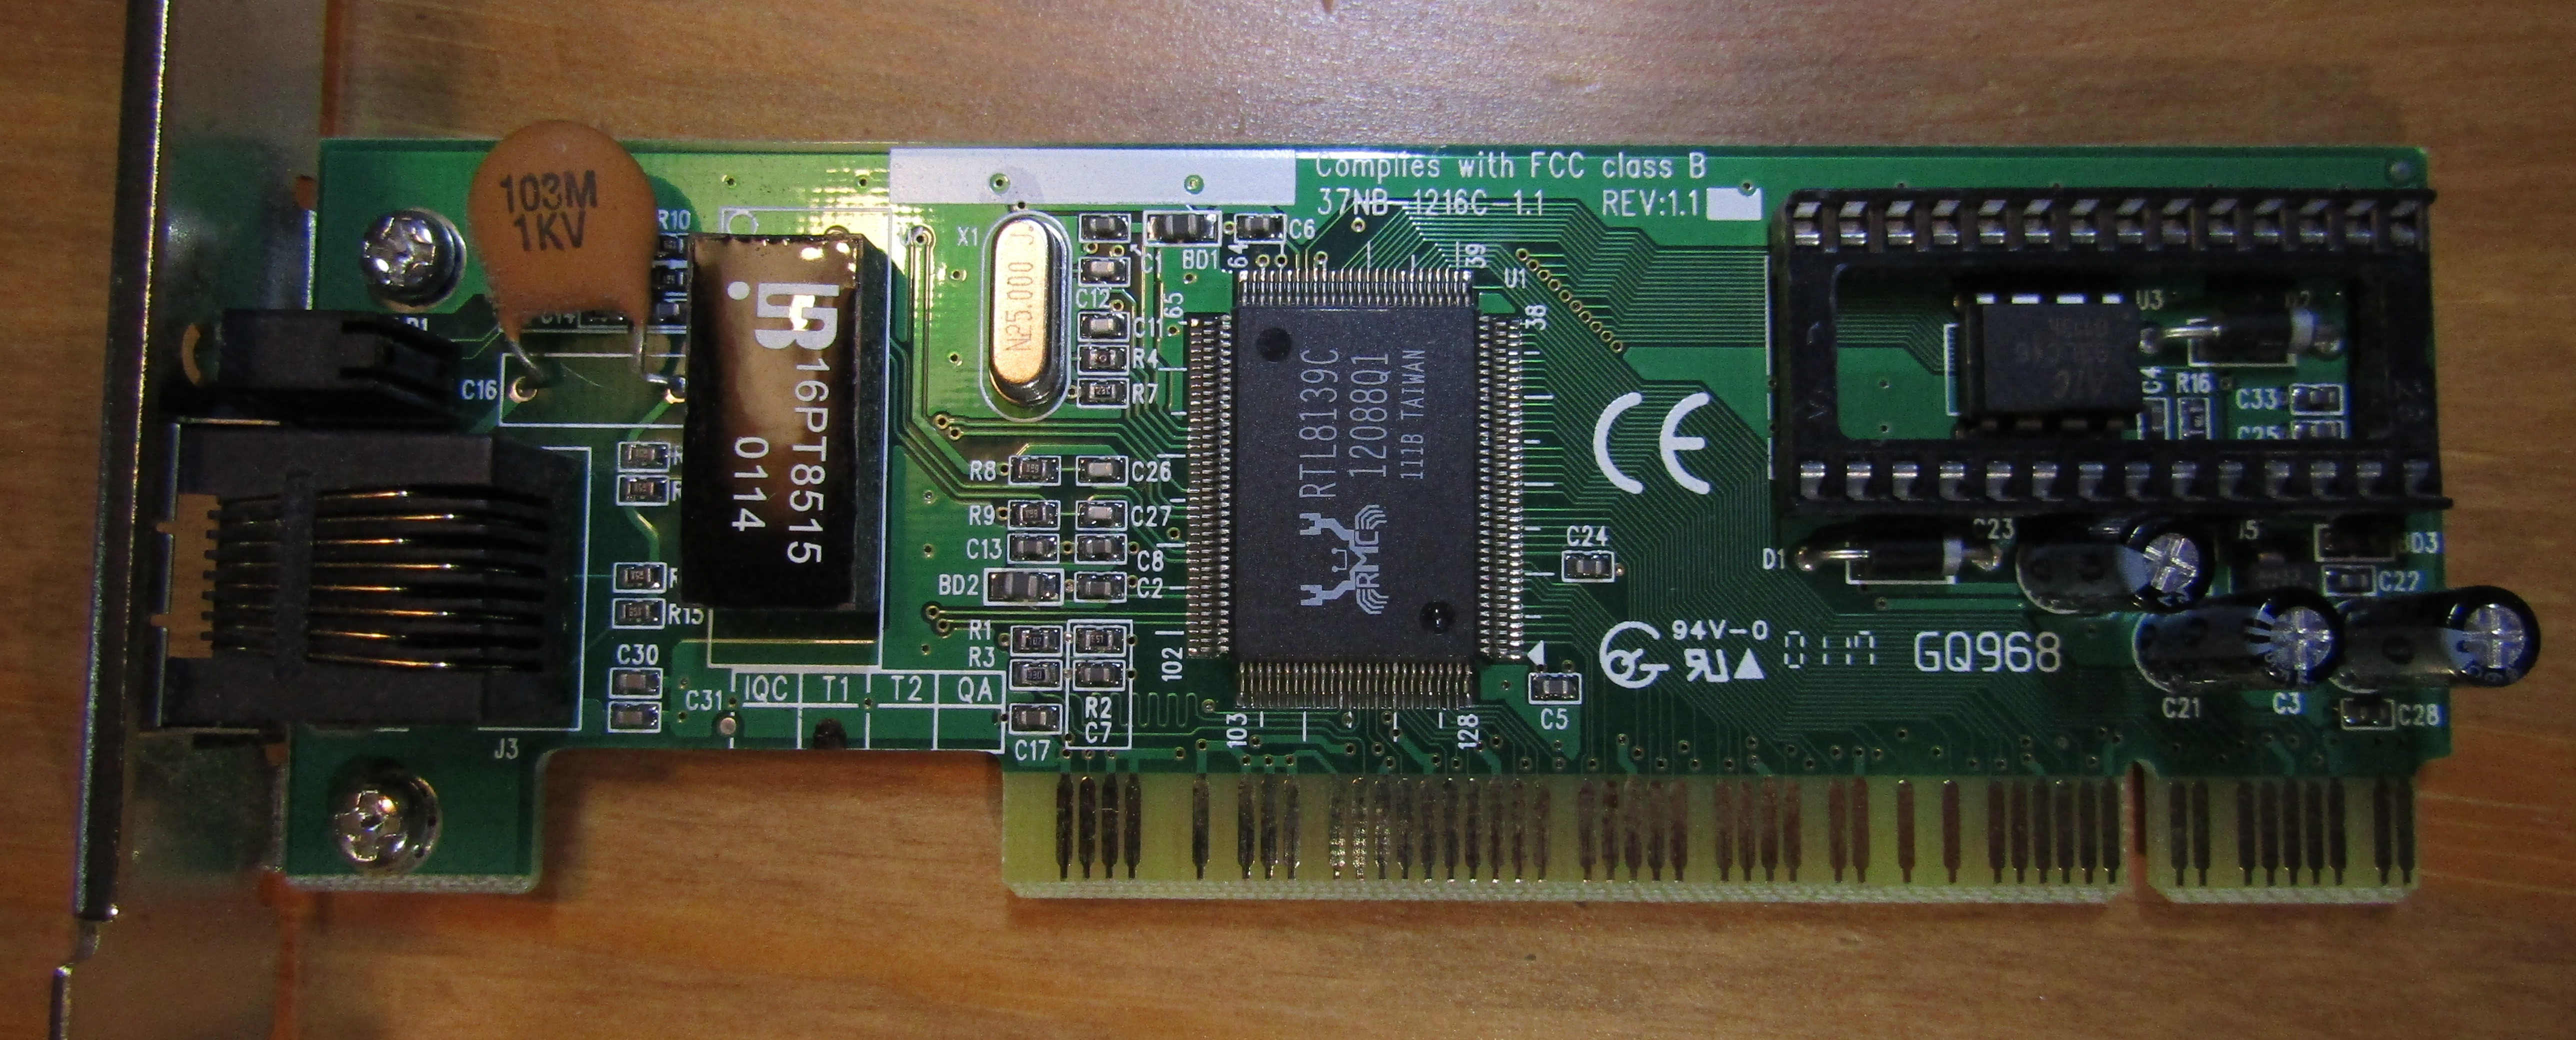 Complies with FCC class B
37NB-1216C-1.1 REV:1.1
103M
1KV
R10
X1
C1
BD1
64
C6
39
U1
U3
C12
65
38
N25.000
C11
R4
R7
C16
16PT8515
0114
RTL8139C
12088Q1
111B TAIWAN
RMC
CE
C4
R16
C33
C25
R8
C26
R9
C27
C13
C8
BD2
C2
C24
D1
C23
BD3
C22
R15
R1
R3
102
94V-0
0117
GQ968
C30
C31
IQC T1 T2 QA
R2
C7
C17
103
128
C5
C21
C3
C28
J3